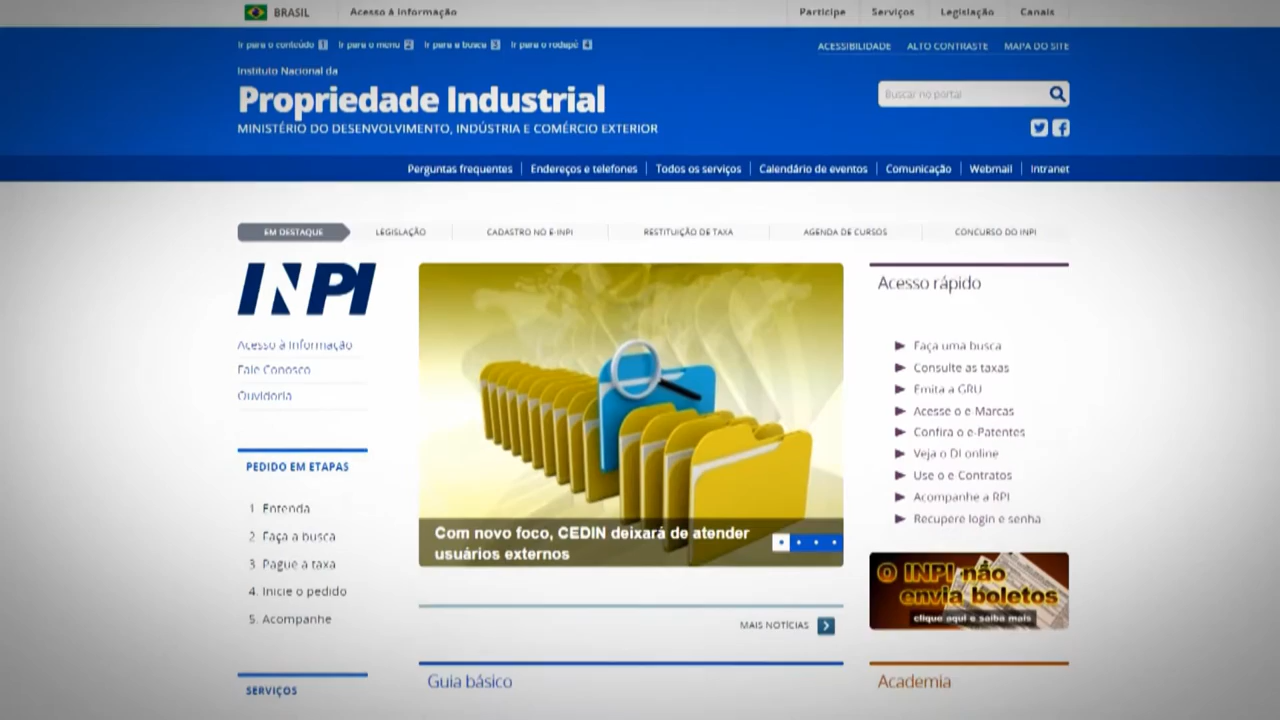 BRASIL
Acesso à informação
Participe
Serviços
Legislação
Canais
Ir para o conteúdo 1
Ir para o menu 2
Ir para a busca 3
Ir para o rodapé 4
ACESSIBILIDADE
ALTO CONTRASTE
MAPA DO SITE
Instituto Nacional da
Propriedade Industrial
MINISTÉRIO DO DESENVOLVIMENTO, INDÚSTRIA E COMÉRCIO EXTERIOR
Buscar no portal
Perguntas frequentes
Endereços e telefones
Todos os serviços
Calendário de eventos
Comunicação
Webmail
Intranet
EM DESTAQUE
LEGISLAÇÃO
CADASTRO NO E-INPI
RESTITUIÇÃO DE TAXA
AGENDA DE CURSOS
CONCURSO DO INPI
INPI
Acesso à Informação
Fale Conosco
Ouvidoria
PEDIDO EM ETAPAS
1 Entenda
2. Faça a busca
3. Pague a taxa
4. Inicie o pedido
5. Acompanhe
SERVIÇOS
Com novo foco, CEDIN deixará de atender
usuários externos
MAIS NOTÍCIAS
Guia básico
Acesso rápido
Faça uma busca
Consulte as taxas
Emita a GRU
Acesse o e-Marcas
Confira o e-Patentes
Veja o DI online
Use o e-Contratos
Acompanhe a RPI
Recupere login e senha
O INPI não
envia boletos
clique aqui e saiba mais
Academia